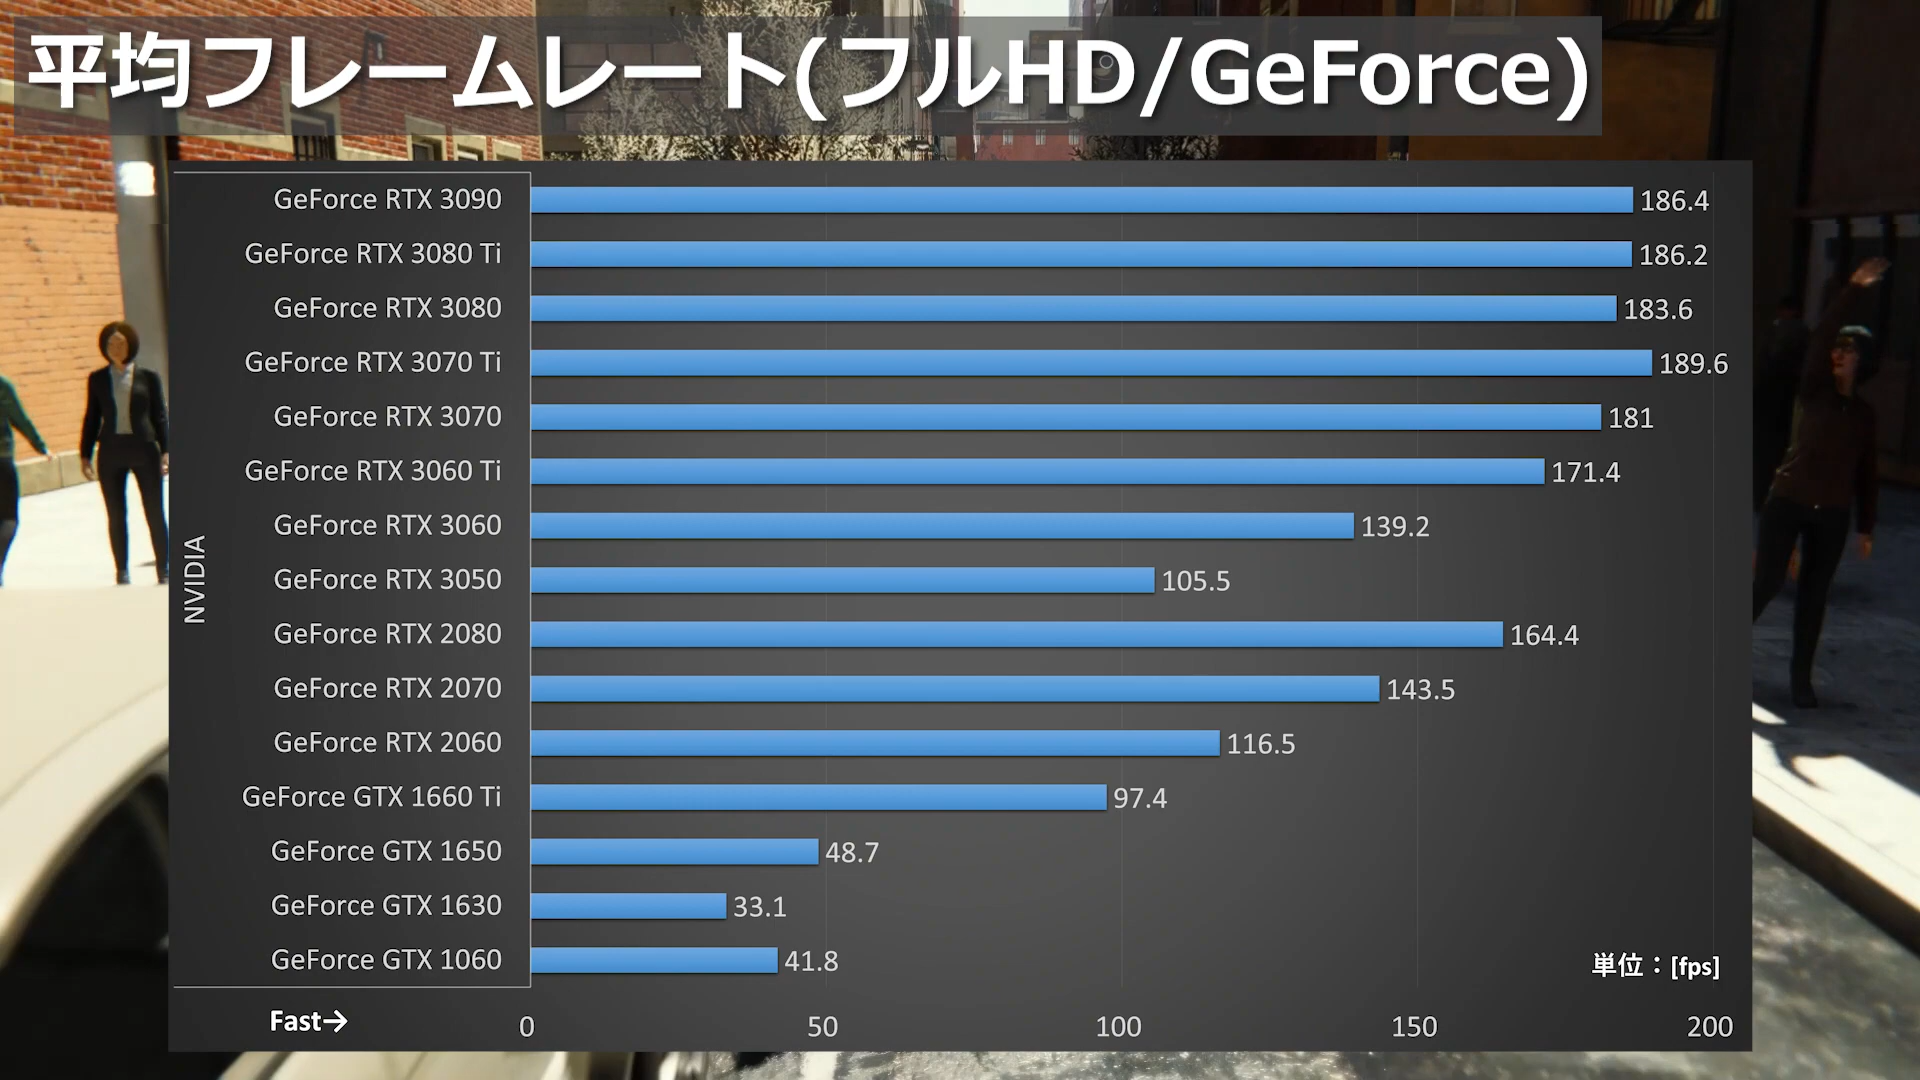 平均フレームレート(フルHD/GeForce)
GeForce RTX 3090 186.4
GeForce RTX 3080 Ti 186.2
GeForce RTX 3080 183.6
GeForce RTX 3070 Ti 189.6
GeForce RTX 3070 181
GeForce RTX 3060 Ti 171.4
GeForce RTX 3060 139.2
NVIDIA
GeForce RTX 3050 105.5
GeForce RTX 2080 164.4
GeForce RTX 2070 143.5
GeForce RTX 2060 116.5
GeForce GTX 1660 Ti 97.4
GeForce GTX 1650 48.7
GeForce GTX 1630 33.1
GeForce GTX 1060 41.8
単位：[fps]
Fast→ 0 50 100 150 200